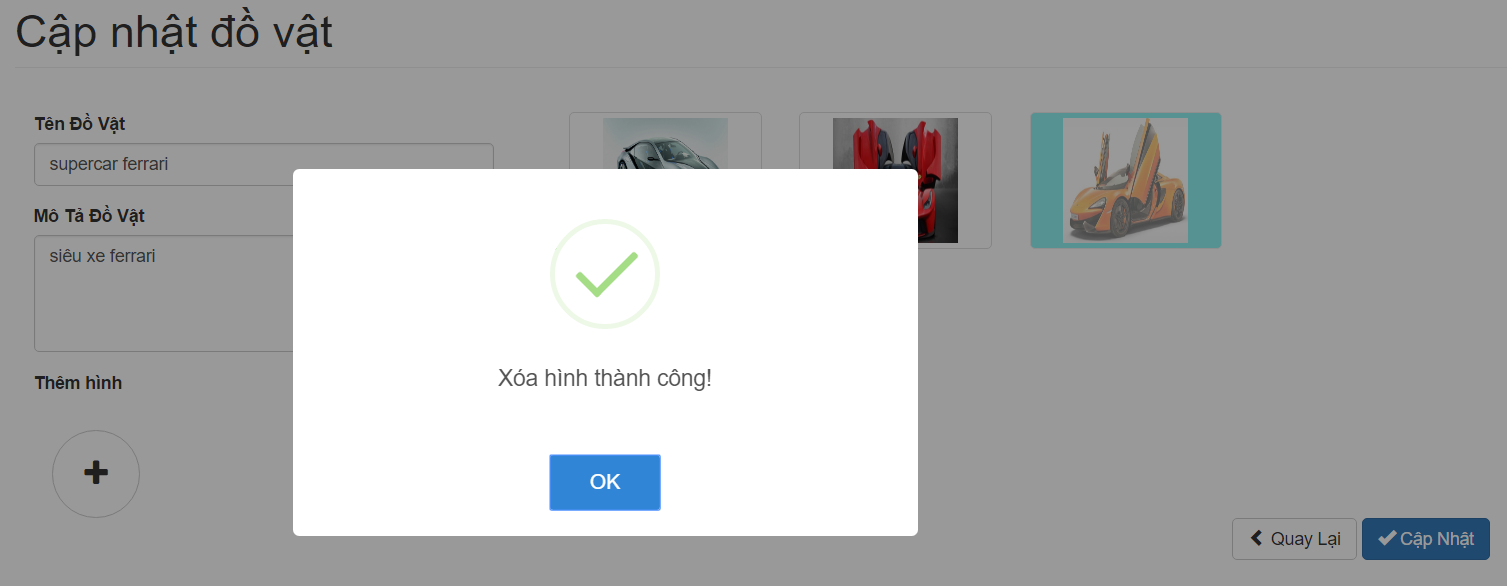 Cập nhật đồ vật
Tên Đồ Vật
supercar ferrari
Mô Tả Đồ Vật
siêu xe ferrari
Thêm hình
Xóa hình thành công!
OK
Quay Lại
Cập Nhật